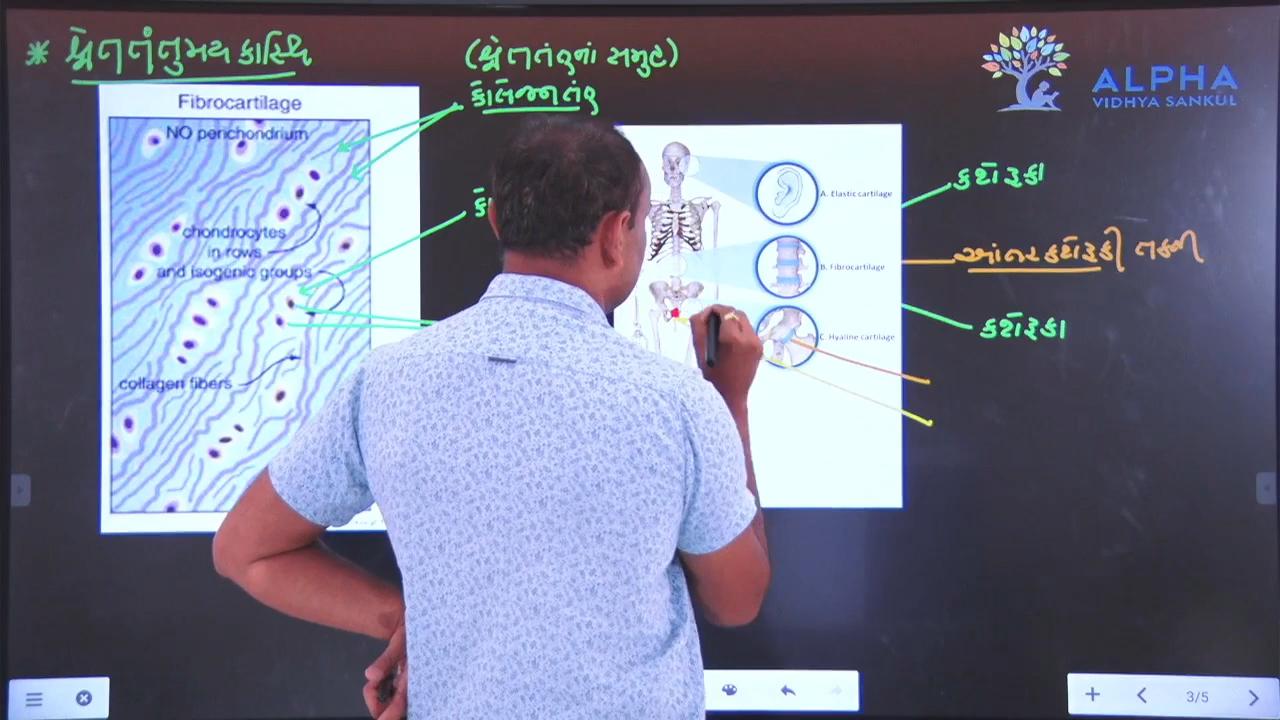 * શ્વેતતંતુમય કાસ્થિ
(શ્વેતતંતુનાં સમુહ)
કોલેજનતંતુ
ALPHA
VIDHYA SANKUL
Fibrocartilage
NO perichondrium
chondrocytes
in rows
and isogenic groups
collagen fibers
A. Elastic cartilage
B. Fibrocartilage
C. Hyaline cartilage
કશેરૂકા
આંતરકશેરૂકી તકતી
કશેરૂકા
3/5